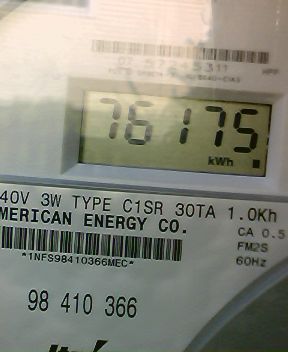 76175
kWh
40V 3W TYPE C1SR 30TA 1.0Kh
MERICAN ENERGY CO.
CA 0.5
FM2S
60Hz
*1NFS98410366MEC*
98 410 366